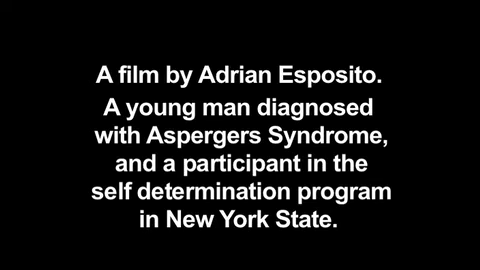 A film by Adrian Esposito.
A young man diagnosed
with Aspergers Syndrome,
and a participant in the
self determination program
in New York State.